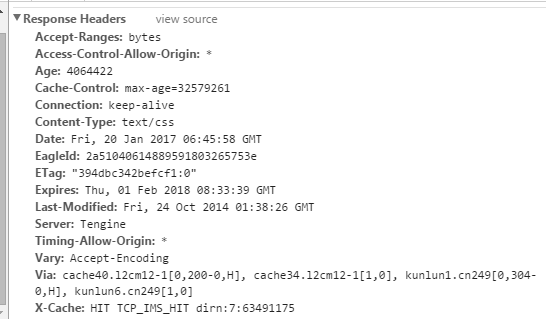 Response Headers view source
Accept-Ranges: bytes
Access-Control-Allow-Origin: *
Age: 4064422
Cache-Control: max-age=32579261
Connection: keep-alive
Content-Type: text/css
Date: Fri, 20 Jan 2017 06:45:58 GMT
EagleId: 2a51040614889591803265753e
ETag: "394dbc342befcf1:0"
Expires: Thu, 01 Feb 2018 08:33:39 GMT
Last-Modified: Fri, 24 Oct 2014 01:38:26 GMT
Server: Tengine
Timing-Allow-Origin: *
Vary: Accept-Encoding
Via: cache40.l2cm12-1[0,200-0,H], cache34.l2cm12-1[1,0], kunlun1.cn249[0,304-
0,H], kunlun6.cn249[1,0]
X-Cache: HIT TCP_IMS_HIT dirn:7:63491175